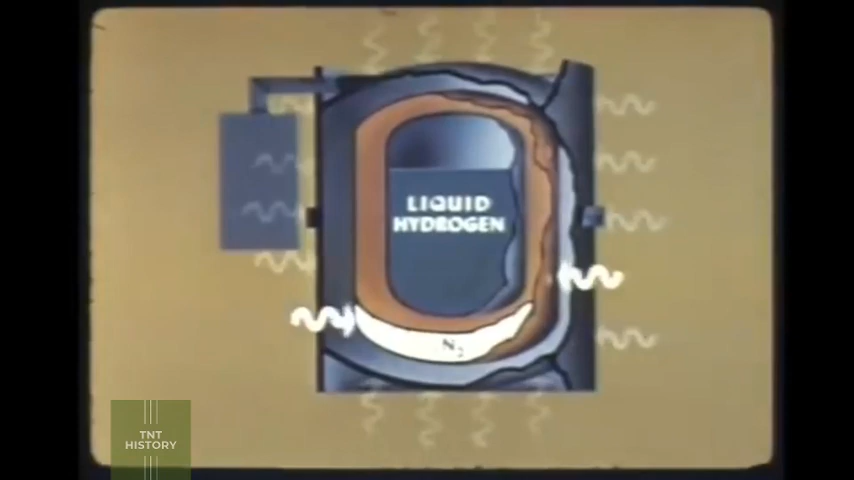 LIQUID
HYDROGEN
N₂
TNT
HISTORY